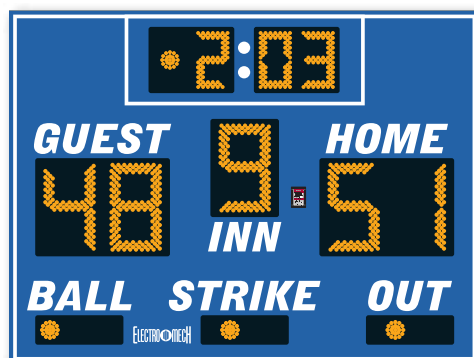 2:03
GUEST HOME
48 9 51
INN
BALL STRIKE OUT
ELECTRO-MECH